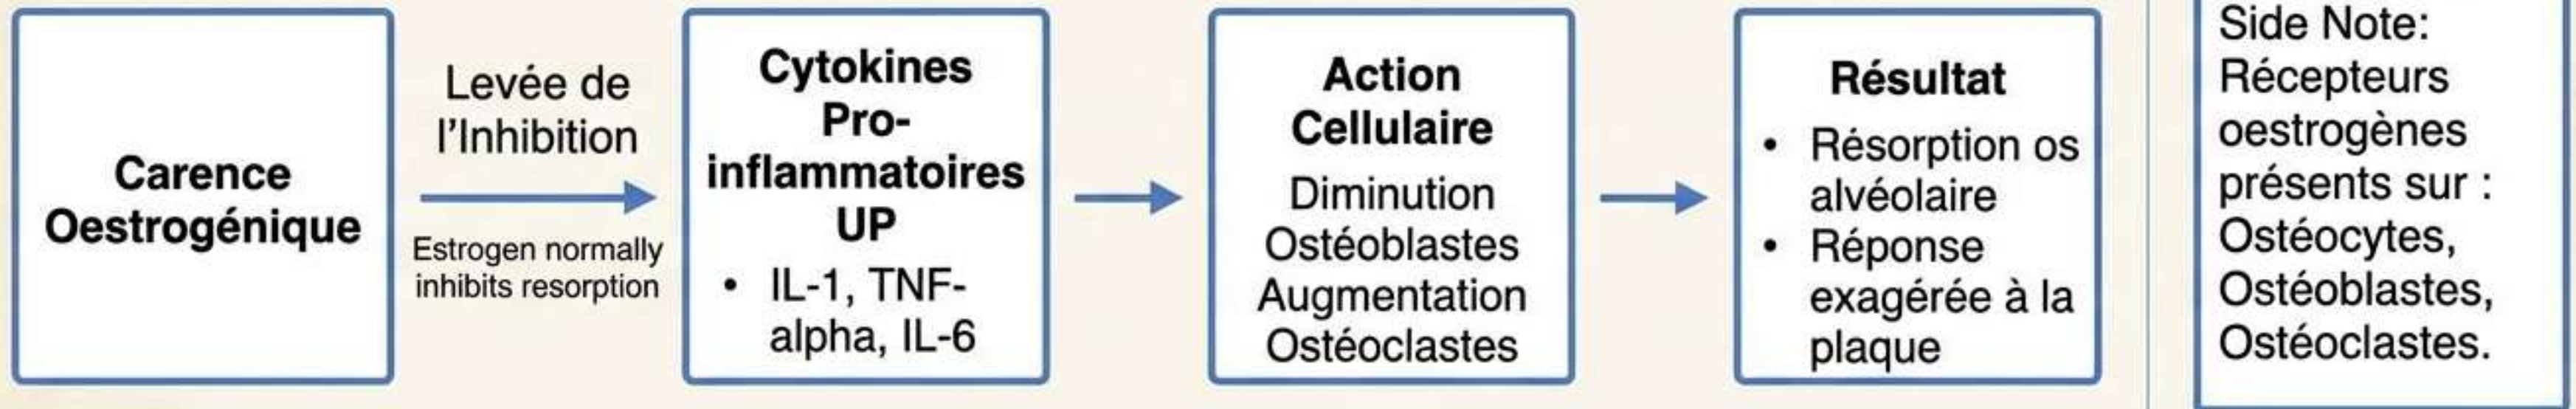 Carence
Oestrogénique
Levée de
l’Inhibition
Estrogen normally
inhibits resorption
Cytokines
Pro-
inflammatoires
UP
• IL-1, TNF-
alpha, IL-6
Action
Cellulaire
Diminution
Ostéoblastes
Augmentation
Ostéoclastes
Résultat
• Résorption os
alvéolaire
• Réponse
exagérée à la
plaque
Side Note:
Récepteurs
oestrogènes
présents sur :
Ostéocytes,
Ostéoblastes,
Ostéoclastes.